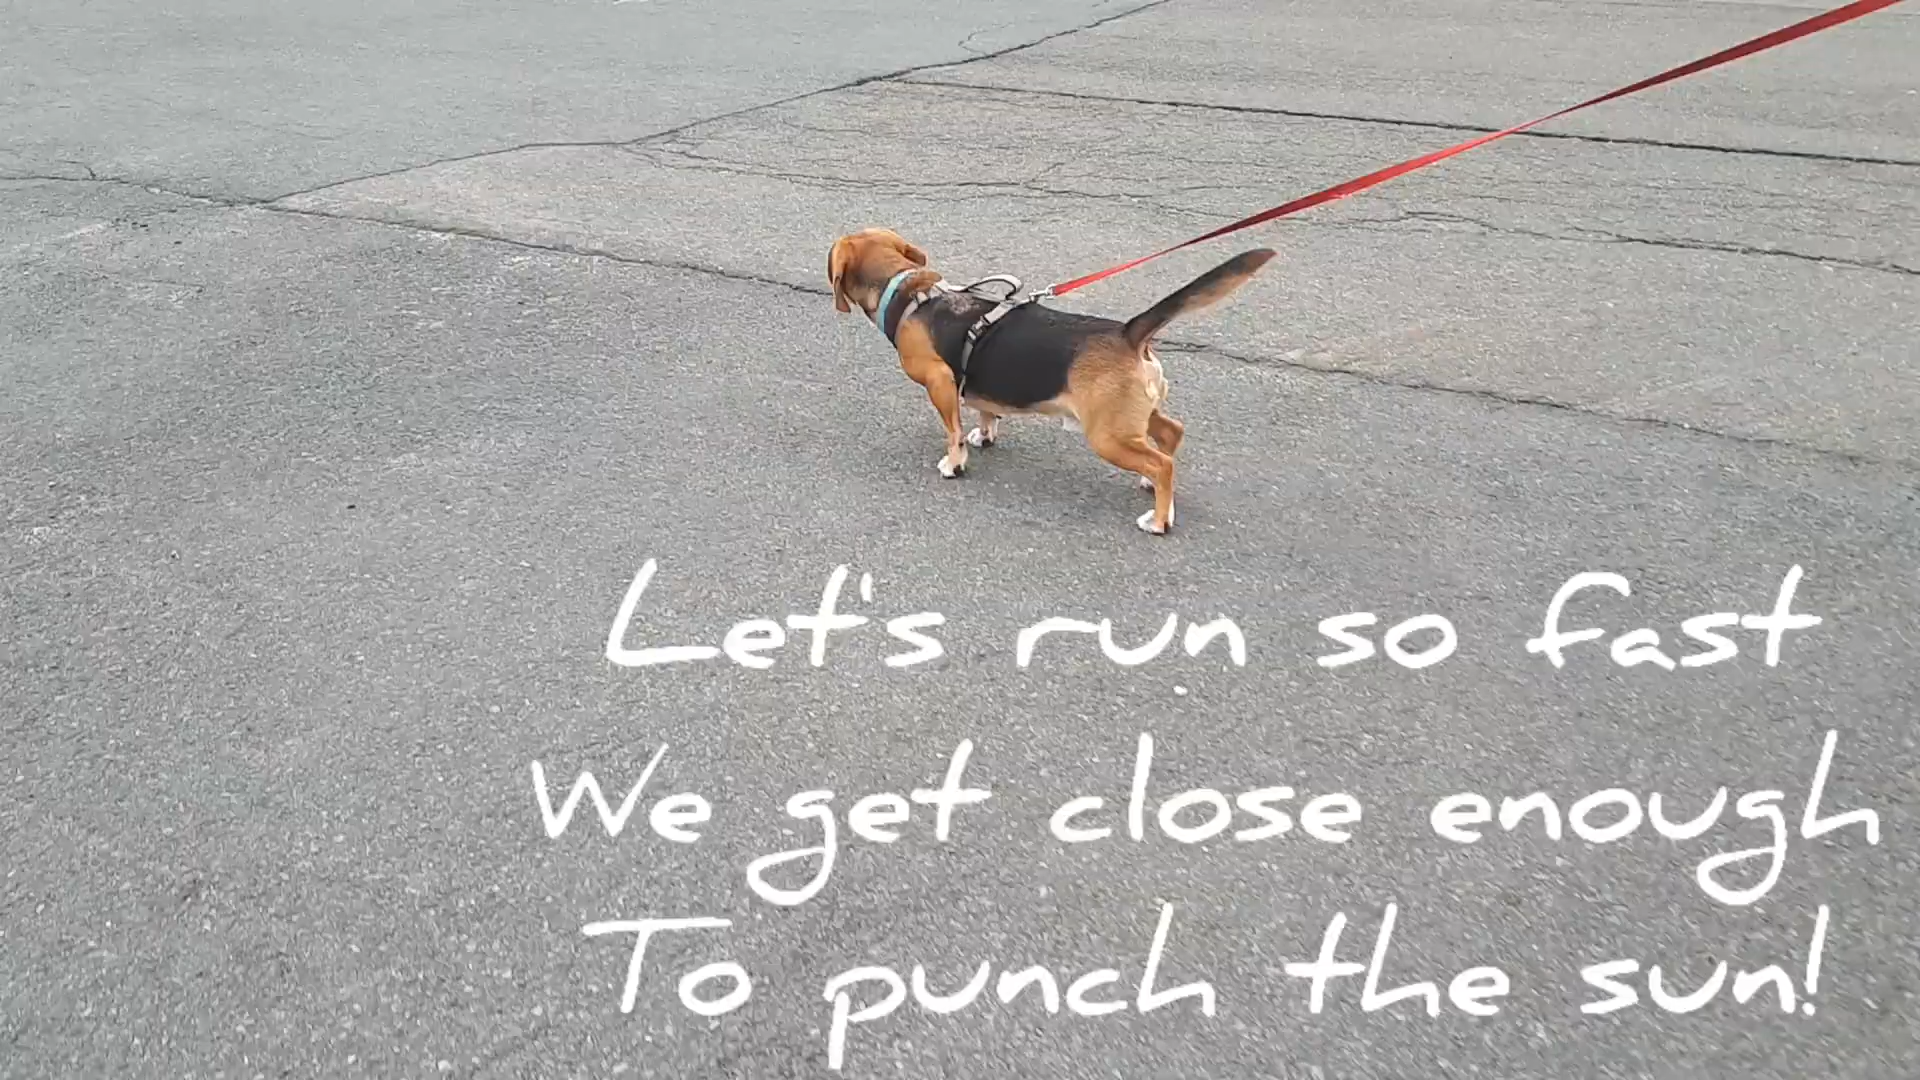 Let's run so fast
We get close enough
To punch the sun!